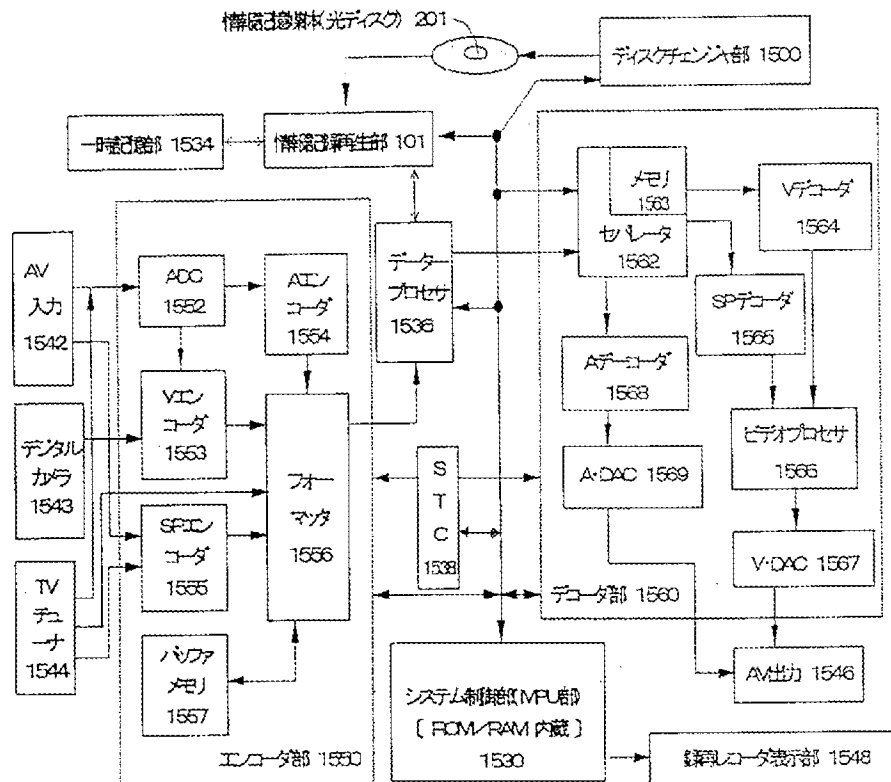 情報記憶媒体(光ディスク) 201
ディスクチェンジャ部 1500
一時記憶部 1534
情報記録再生部 101
メモリ
1563
セパレータ
1562
Vデコーダ
1564
AV
入力
1542
ADC
1552
Aエン
コーダ
1554
データー
プロセサ
1536
SPデコーダ
1565
Aデーコーダ
1568
Vエン
コーダ
1553
デジタル
カメラ
1543
フォー
マッタ
1556
S
T
C
1538
A・DAC 1569
ビデオプロセサ
1566
SPエン
コーダ
1555
V・DAC 1567
TV
チュ
ーナ
1544
デコーダ部 1560
バッファ
メモリ
1557
システム制御部(MPU部)
[ ROM/RAM 内蔵 ]
1530
AV出力 1546
エンコーダ部 1550
レコーダ表示部 1548